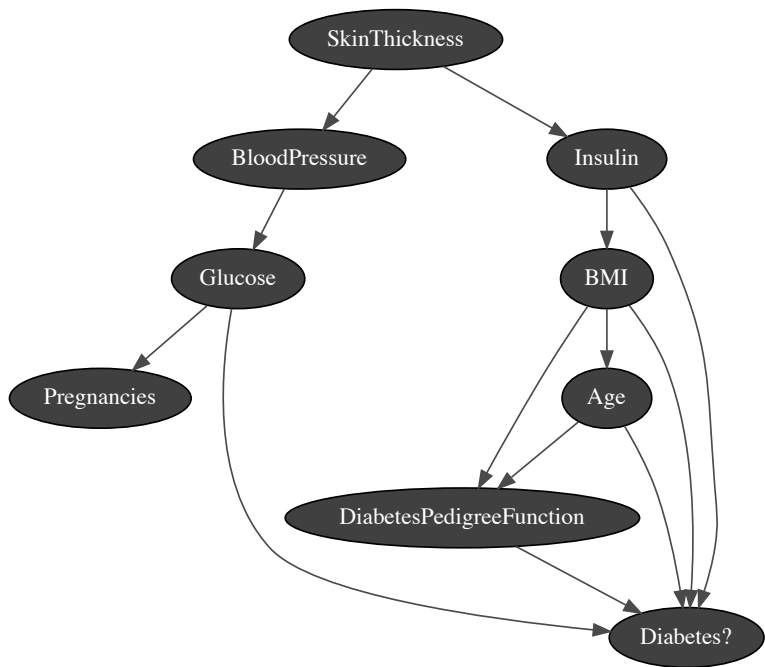 SkinThickness
BloodPressure
Insulin
Glucose
BMI
Pregnancies
Age
DiabetesPedigreeFunction
Diabetes?